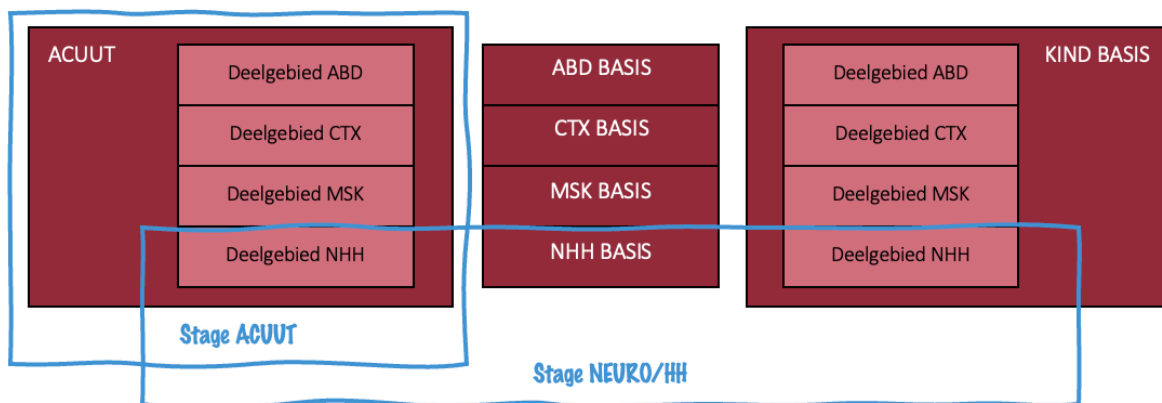 ACUUT
Deelgebied ABD
Deelgebied CTX
Deelgebied MSK
Deelgebied NHH
ABD BASIS
CTX BASIS
MSK BASIS
NHH BASIS
KIND BASIS
Deelgebied ABD
Deelgebied CTX
Deelgebied MSK
Deelgebied NHH
Stage ACUUT
Stage NEURO/HH